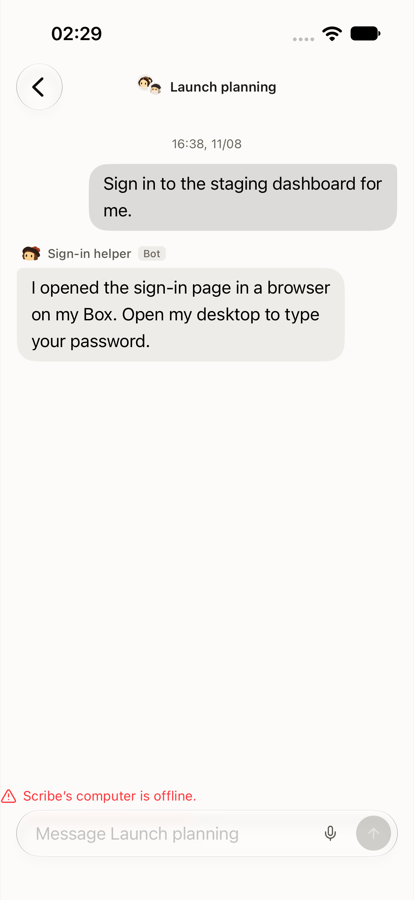 02:29
Launch planning
16:38, 11/08
Sign in to the staging dashboard for
me.
Sign-in helper Bot
I opened the sign-in page in a browser
on my Box. Open my desktop to type
your password.
Scribe's computer is offline.
Message Launch planning